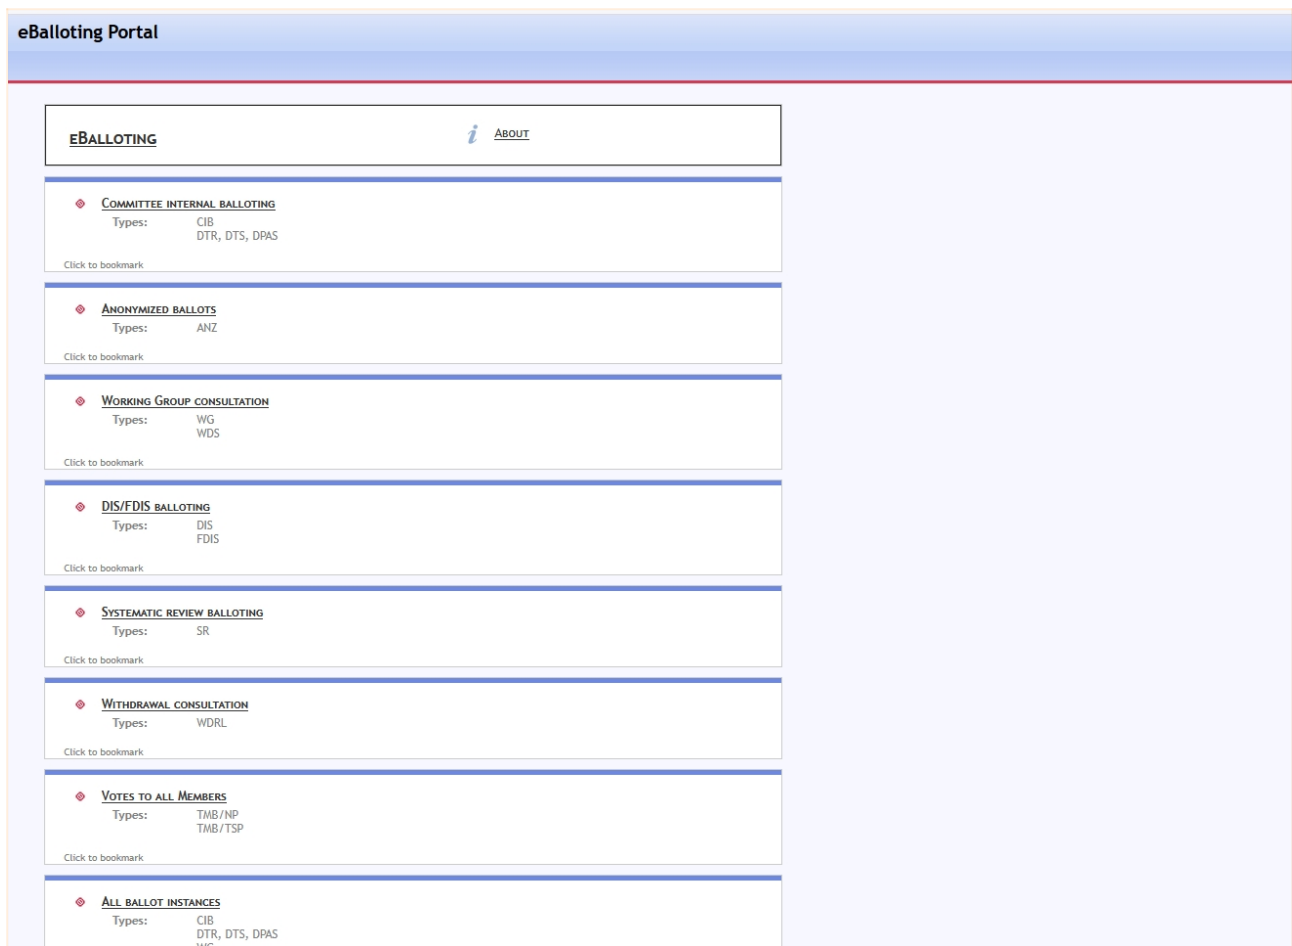 eBalloting Portal
eBalloting
i About
Committee internal balloting
Types: CIB
DTR, DTS, DPAS
Click to bookmark
Anonymized ballots
Types: ANZ
Click to bookmark
Working Group consultation
Types: WG
WDS
Click to bookmark
DIS/FDIS balloting
Types: DIS
FDIS
Click to bookmark
Systematic review balloting
Types: SR
Click to bookmark
Withdrawal consultation
Types: WDRL
Click to bookmark
Votes to all Members
Types: TMB/NP
TMB/TSP
Click to bookmark
All ballot instances
Types: CIB
DTR, DTS, DPAS